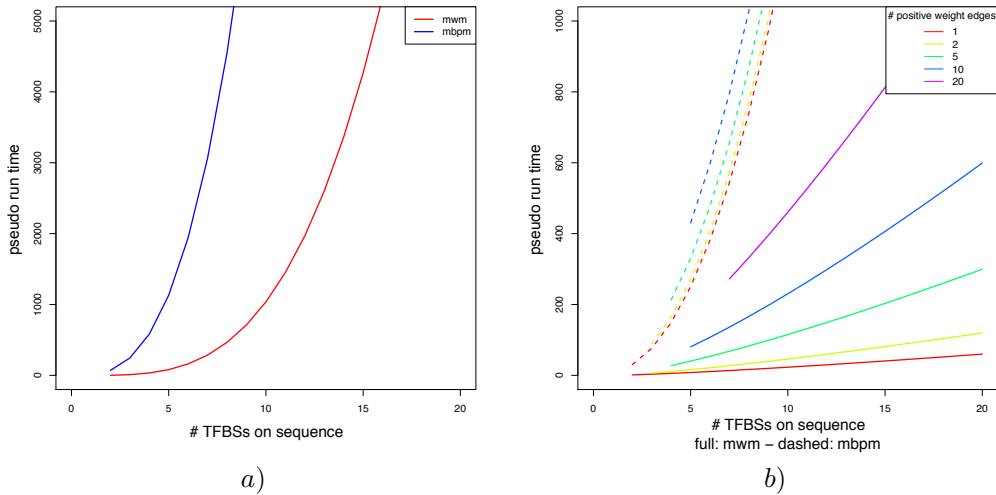 5000
4000
3000
2000
1000
0
pseudo run time
0 5 10 15 20
# TFBSs on sequence
mwm
mbpm
a)
1000
800
600
400
200
0
pseudo run time
0 5 10 15 20
# TFBSs on sequence
full: mwm – dashed: mbpm
# positive weight edges
1
2
5
10
20
b)